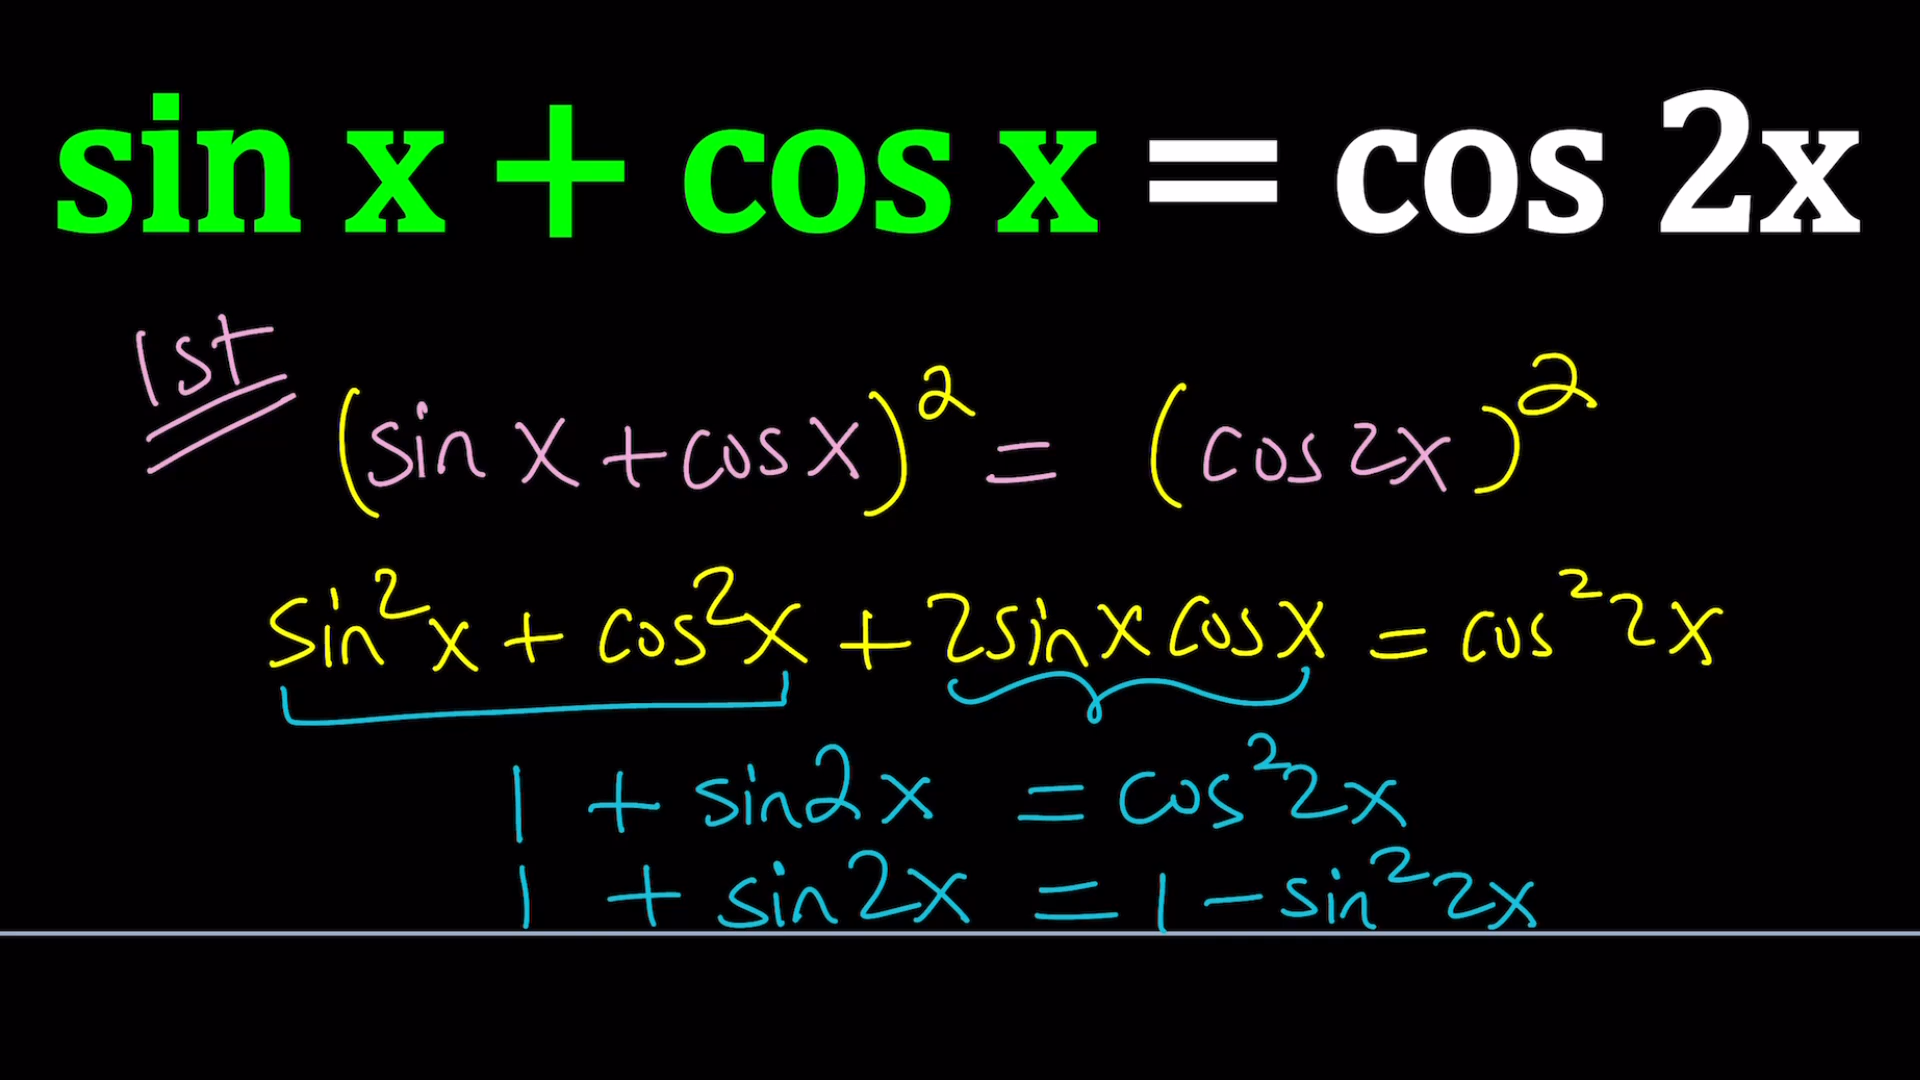 sin x + cos x = cos 2x
1st
(sin x + cos x)² = (cos 2x)²
sin²x + cos²x + 2sin x cos x = cos²2x
1 + sin2x = cos²2x
1 + sin2x = 1 - sin²2x